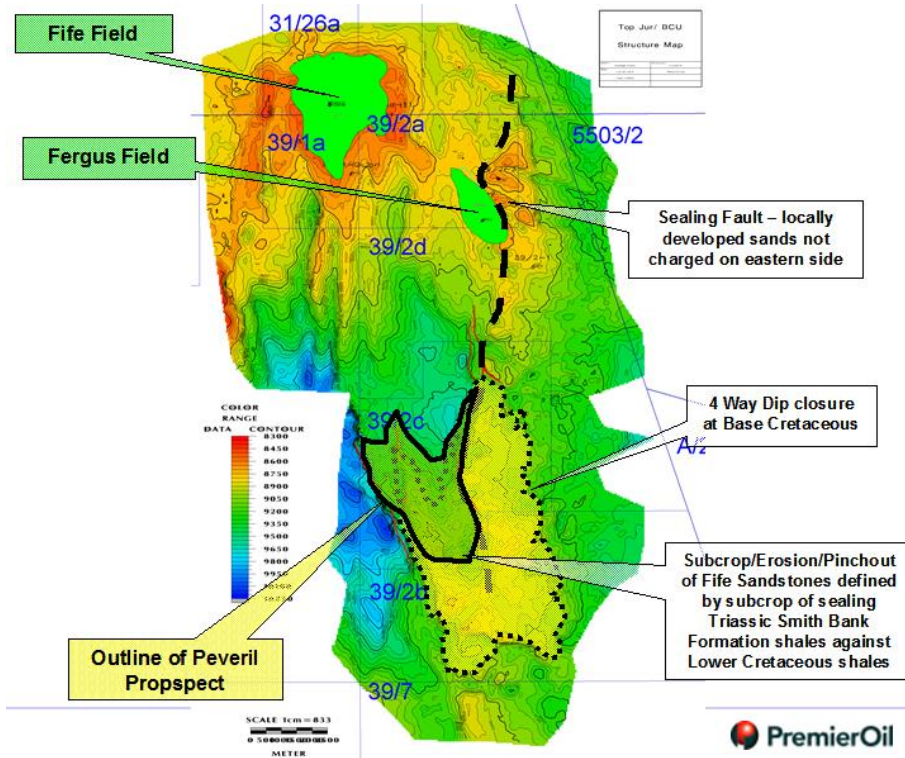 31/26a
Fife Field
Top Jur/ BCU
Structure Map
39/2a
39/1a
5503/2
Fergus Field
Sealing Fault – locally
developed sands not
charged on eastern side
39/2d
4 Way Dip closure
at Base Cretaceous
39/2c
COLOR
RANGE
DATA CONTOUR
8300
8450
8600
8750
8900
9050
9200
9350
9500
9650
9800
9950
Subcrop/Erosion/Pinchout
of Fife Sandstones defined
by subcrop of sealing
Triassic Smith Bank
Formation shales against
Lower Cretaceous shales
39/2b
Outline of Peveril
Propspect
39/7
SCALE 1cm = 833
METER
PremierOil